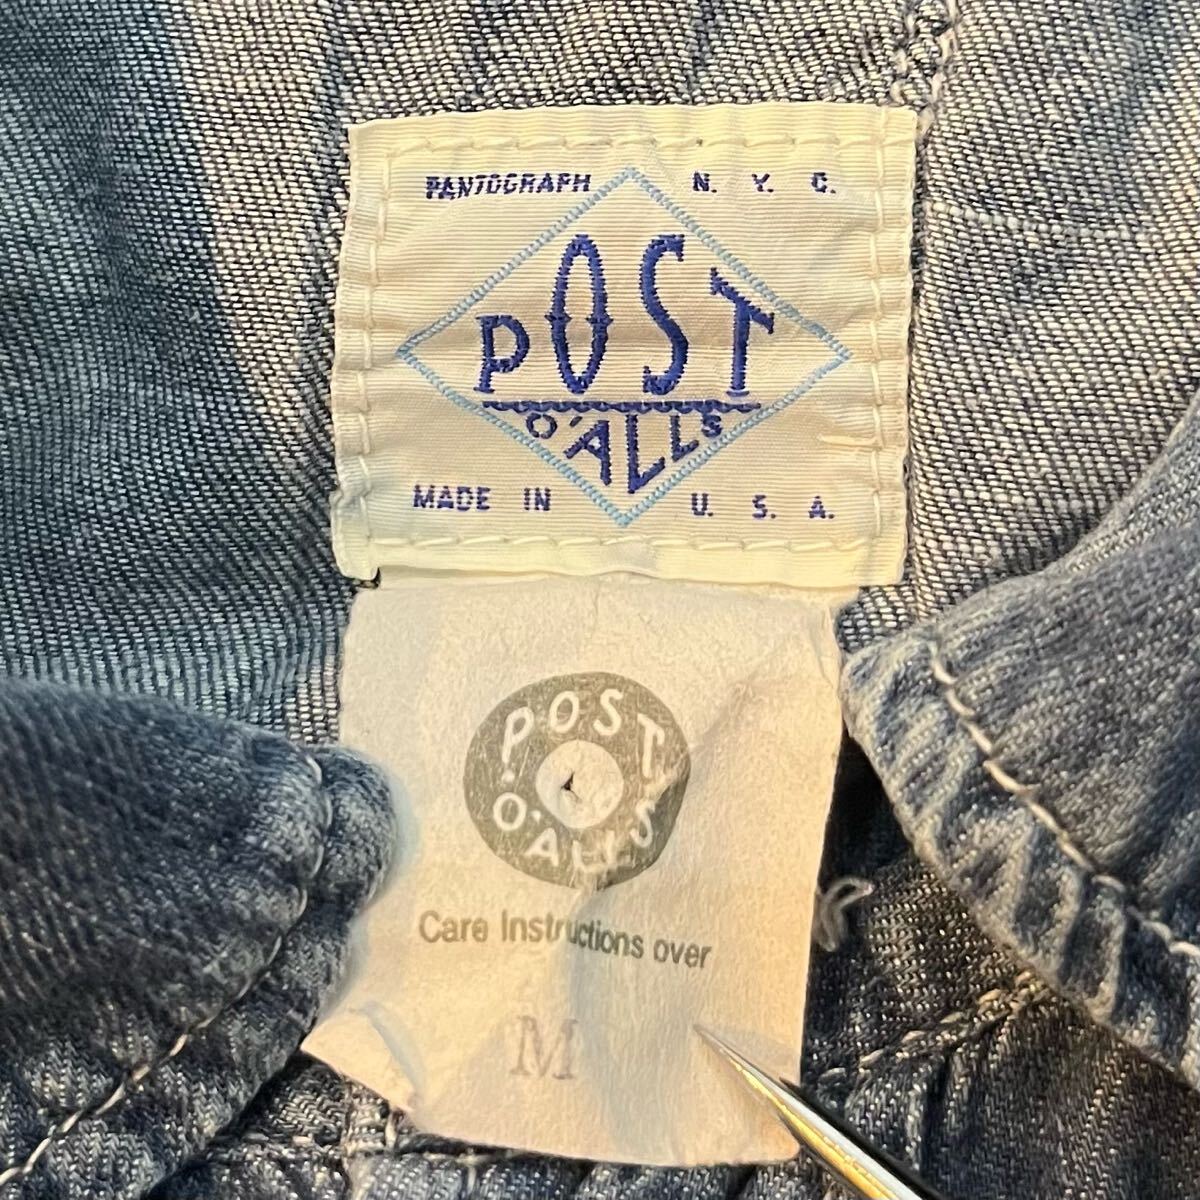 PANTOGRAPH N. Y. C.
POST
O'ALLS
MADE IN U. S. A.
POST
O'ALLS
Care Instructions over
M